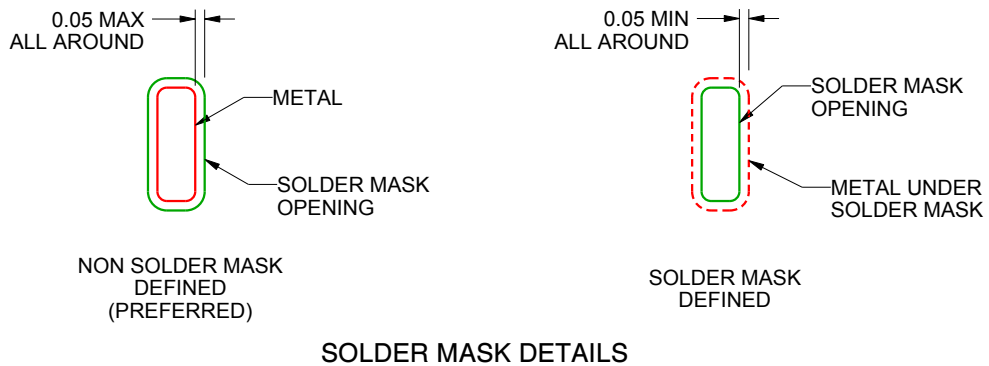 0.05 MAX
ALL AROUND
METAL
SOLDER MASK
OPENING
NON SOLDER MASK
DEFINED
(PREFERRED)
0.05 MIN
ALL AROUND
SOLDER MASK
OPENING
METAL UNDER
SOLDER MASK
SOLDER MASK
DEFINED
SOLDER MASK DETAILS